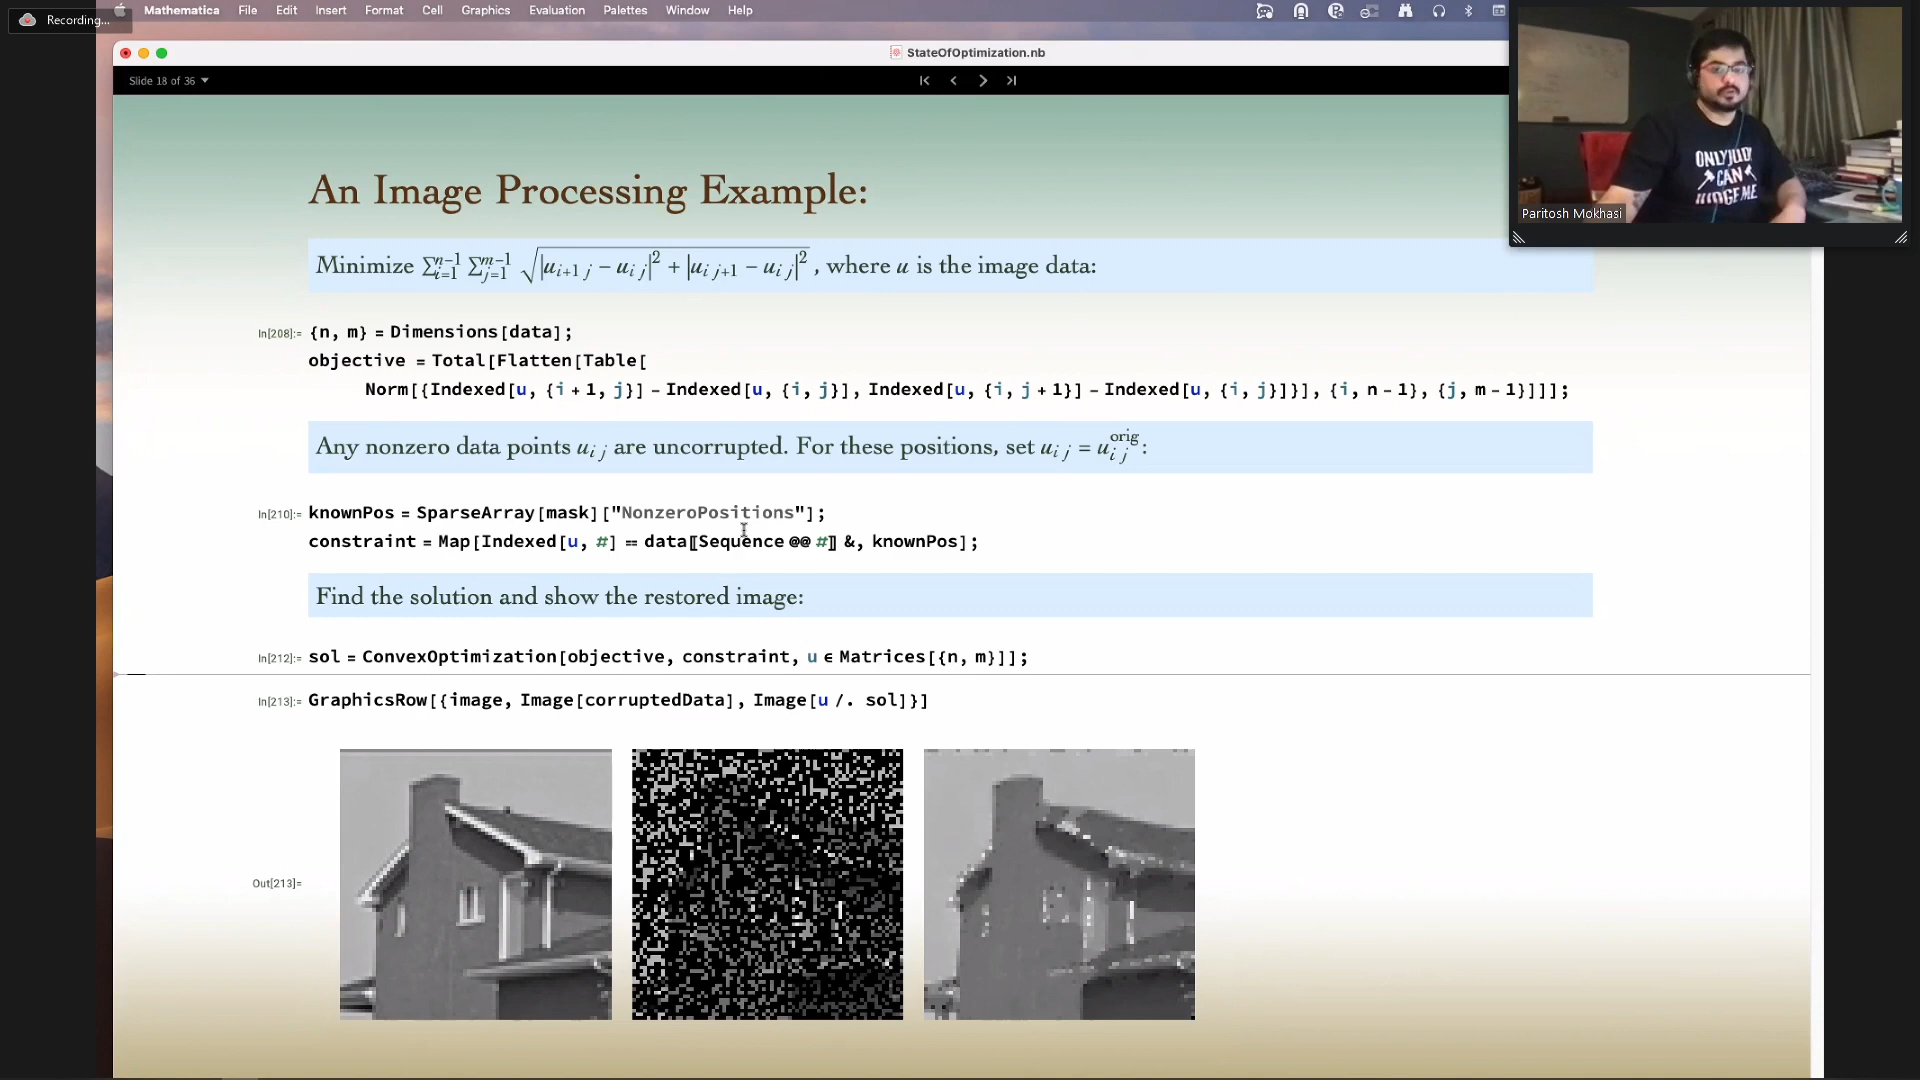 Recording...
Mathematica File Edit Insert Format Cell Graphics Evaluation Palettes Window Help
StateOfOptimization.nb
Slide 18 of 36
ONLY JUDY
CAN
JUDGE ME
Paritosh Mokhasi
An Image Processing Example:
Minimize ∑_{i=1}^{n−1} ∑_{j=1}^{m−1} √(|u_{i+1 j} − u_{i j}|² + |u_{i j+1} − u_{i j}|²), where u is the image data:
In[208]:= {n, m} = Dimensions[data];
objective = Total[Flatten[Table[
Norm[{Indexed[u, {i + 1, j}] – Indexed[u, {i, j}], Indexed[u, {i, j + 1}] – Indexed[u, {i, j}]}], {i, n – 1}, {j, m – 1}]]];
Any nonzero data points u_{i j} are uncorrupted. For these positions, set u_{i j} = u_{i j}^{orig}:
In[210]:= knownPos = SparseArray[mask]["NonzeroPositions"];
constraint = Map[Indexed[u, #] == data〚Sequence @@ #〛 &, knownPos];
Find the solution and show the restored image:
In[212]:= sol = ConvexOptimization[objective, constraint, u ∈ Matrices[{n, m}]];
In[213]:= GraphicsRow[{image, Image[corruptedData], Image[u /. sol]}]
Out[213]=